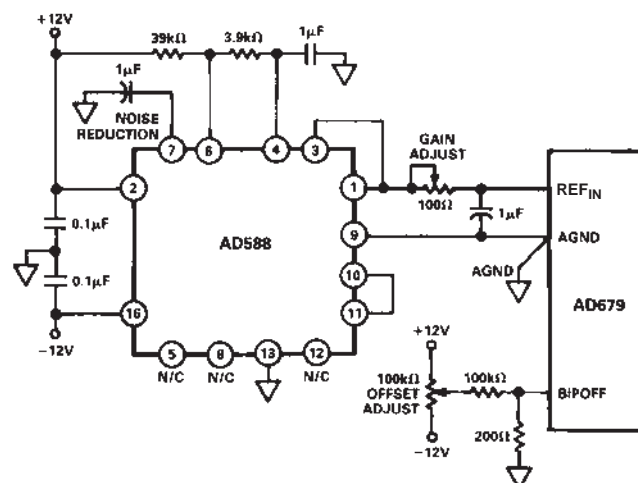 +12V
39kΩ
3.9kΩ
1μF
1μF
NOISE
REDUCTION
7
6
4
3
GAIN
ADJUST
2
1
100Ω
REFIN
1μF
0.1μF
9
AGND
AD588
AGND
10
0.1μF
AD679
11
16
+12V
-12V
5
8
13
12
N/C
N/C
N/C
100kΩ
OFFSET
ADJUST
100kΩ
BIPOFF
200Ω
-12V